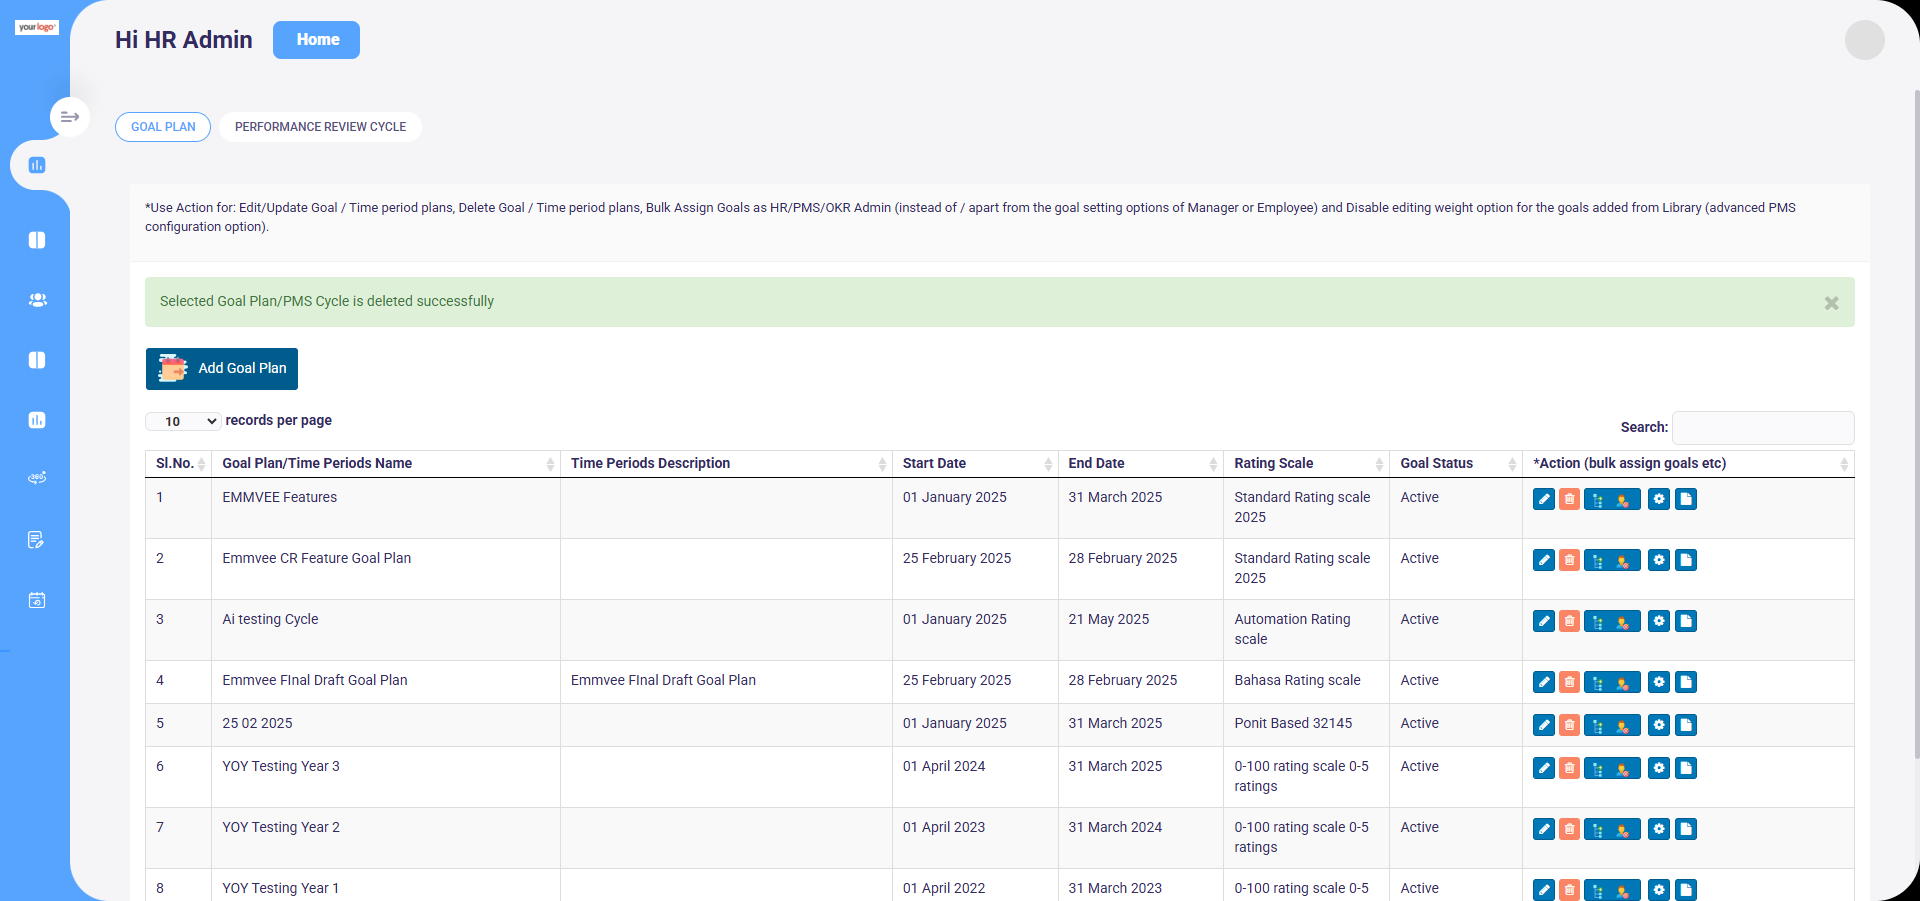 your logo
Hi HR Admin
Home
GOAL PLAN
PERFORMANCE REVIEW CYCLE
*Use Action for: Edit/Update Goal / Time period plans, Delete Goal / Time period plans, Bulk Assign Goals as HR/PMS/OKR Admin (instead of / apart from the goal setting options of Manager or Employee) and Disable editing weight option for the goals added from Library (advanced PMS
configuration option).
Selected Goal Plan/PMS Cycle is deleted successfully
Add Goal Plan
10 records per page
Search:
Sl.No. Goal Plan/Time Periods Name Time Periods Description Start Date End Date Rating Scale Goal Status *Action (bulk assign goals etc)
1 EMMVEE Features 01 January 2025 31 March 2025 Standard Rating scale Active
2025
2 Emmvee CR Feature Goal Plan 25 February 2025 28 February 2025 Standard Rating scale Active
2025
3 Ai testing Cycle 01 January 2025 21 May 2025 Automation Rating Active
scale
4 Emmvee FInal Draft Goal Plan Emmvee FInal Draft Goal Plan 25 February 2025 28 February 2025 Bahasa Rating scale Active
5 25 02 2025 01 January 2025 31 March 2025 Ponit Based 32145 Active
6 YOY Testing Year 3 01 April 2024 31 March 2025 0-100 rating scale 0-5 Active
ratings
7 YOY Testing Year 2 01 April 2023 31 March 2024 0-100 rating scale 0-5 Active
ratings
8 YOY Testing Year 1 01 April 2022 31 March 2023 0-100 rating scale 0-5 Active
360°